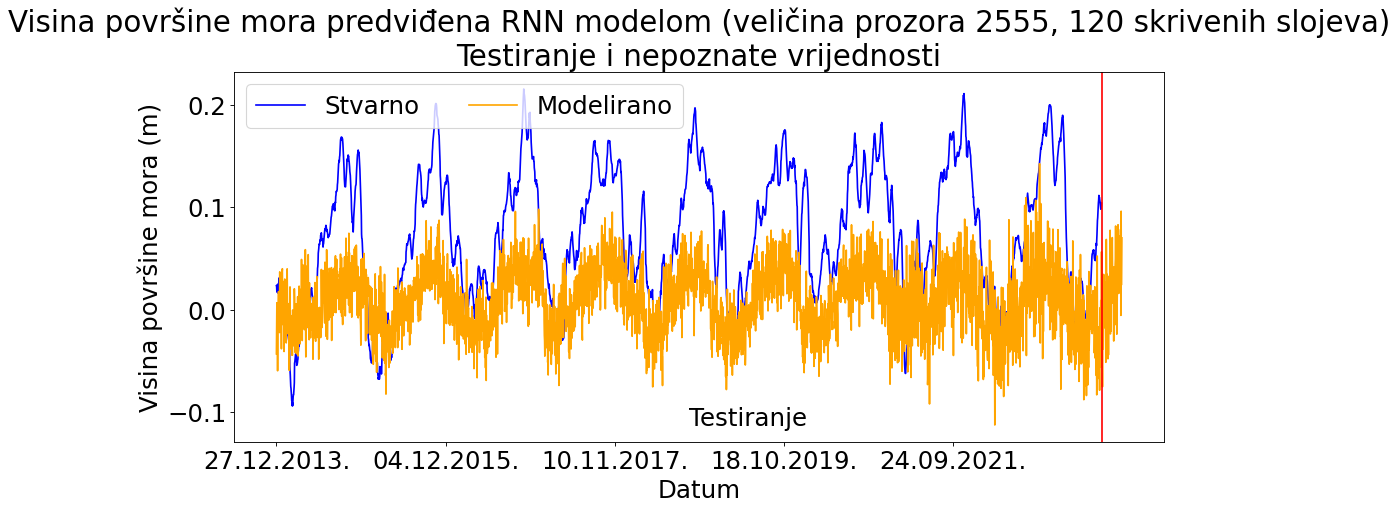 Visina površine mora predviđena RNN modelom (veličina prozora 2555, 120 skrivenih slojeva)
Testiranje i nepoznate vrijednosti
Stvarno Modelirano
Visina površine mora (m)
0.2
0.1
0.0
−0.1
Testiranje
27.12.2013. 04.12.2015. 10.11.2017. 18.10.2019. 24.09.2021.
Datum